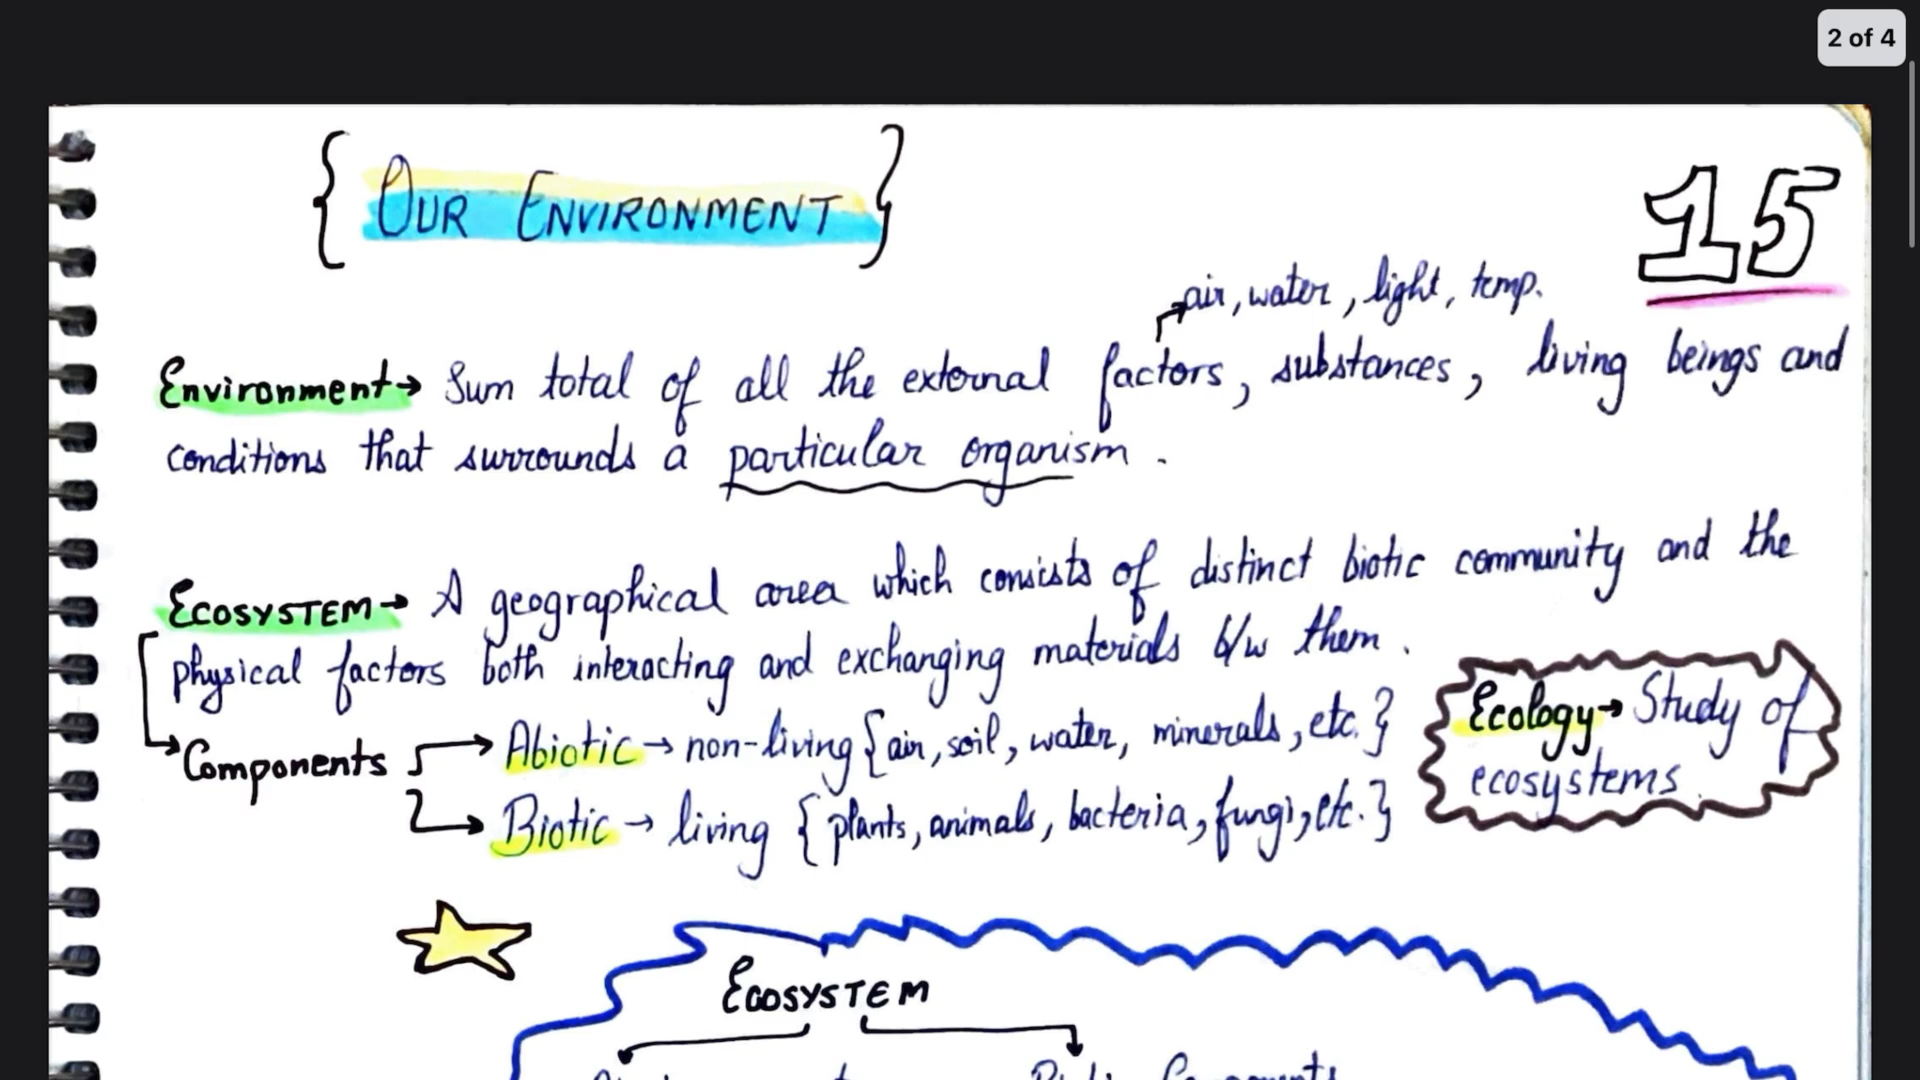 2 of 4
{ OUR ENVIRONMENT }
15
air, water, light, temp.
Environment → Sum total of all the external factors, substances, living beings and
conditions that surrounds a particular organism.
ECOSYSTEM → A geographical area which consists of distinct biotic community and the
physical factors both interacting and exchanging materials b/w them.
Components → Abiotic → non-living {air, soil, water, minerals, etc.}
→ Biotic → living {plants, animals, bacteria, fungi, etc.}
Ecology → Study of
ecosystems.
ECOSYSTEM
Components